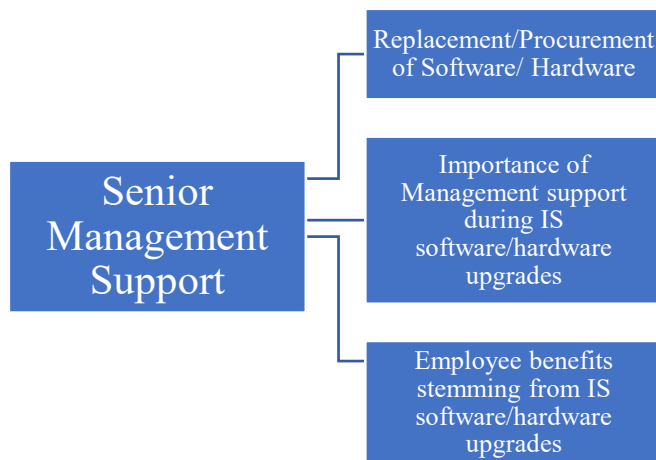 Senior
Management
Support
Replacement/Procurement
of Software/ Hardware
Importance of
Management support
during IS
software/hardware
upgrades
Employee benefits
stemming from IS
software/hardware
upgrades